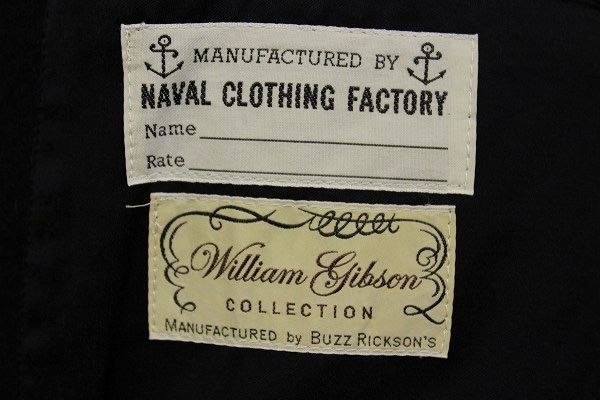 MANUFACTURED BY
NAVAL CLOTHING FACTORY
Name
Rate
William Gibson
COLLECTION
MANUFACTURED by BUZZ RICKSON'S